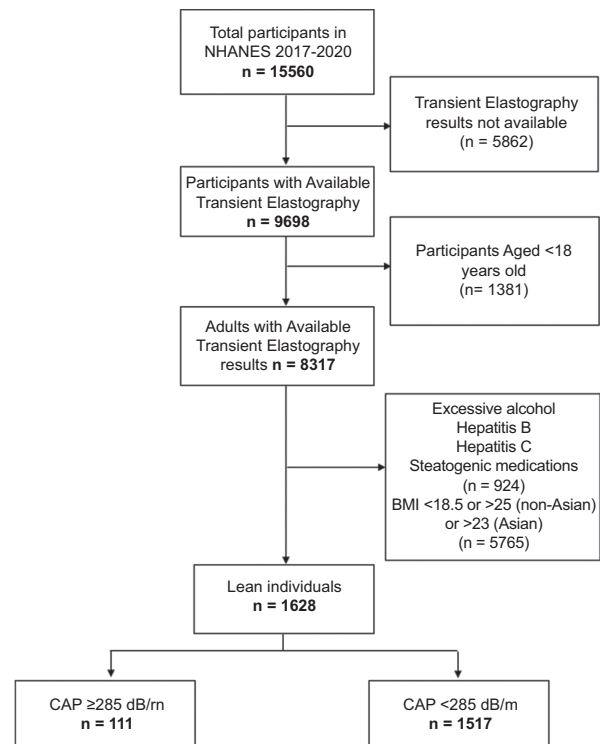 Total participants in
NHANES 2017-2020
n = 15560
Transient Elastography
results not available
(n = 5862)
Participants with Available
Transient Elastography
n = 9698
Participants Aged <18
years old
(n= 1381)
Adults with Available
Transient Elastography
results n = 8317
Excessive alcohol
Hepatitis B
Hepatitis C
Steatogenic medications
(n = 924)
BMI <18.5 or >25 (non-Asian)
or >23 (Asian)
(n = 5765)
Lean individuals
n = 1628
CAP ≥285 dB/rn
n = 111
CAP <285 dB/m
n = 1517